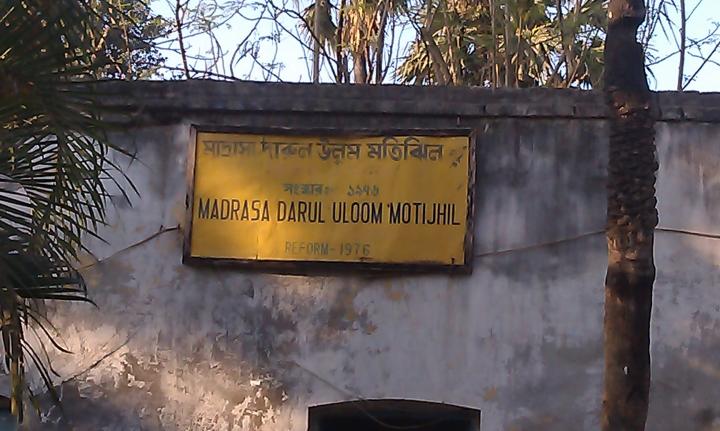 মাদ্রাসা দারুল উলুম মতিঝিল
সংস্কার:- ১৯৭৬
MADRASA DARUL ULOOM MOTIJHIL
REFORM-1976